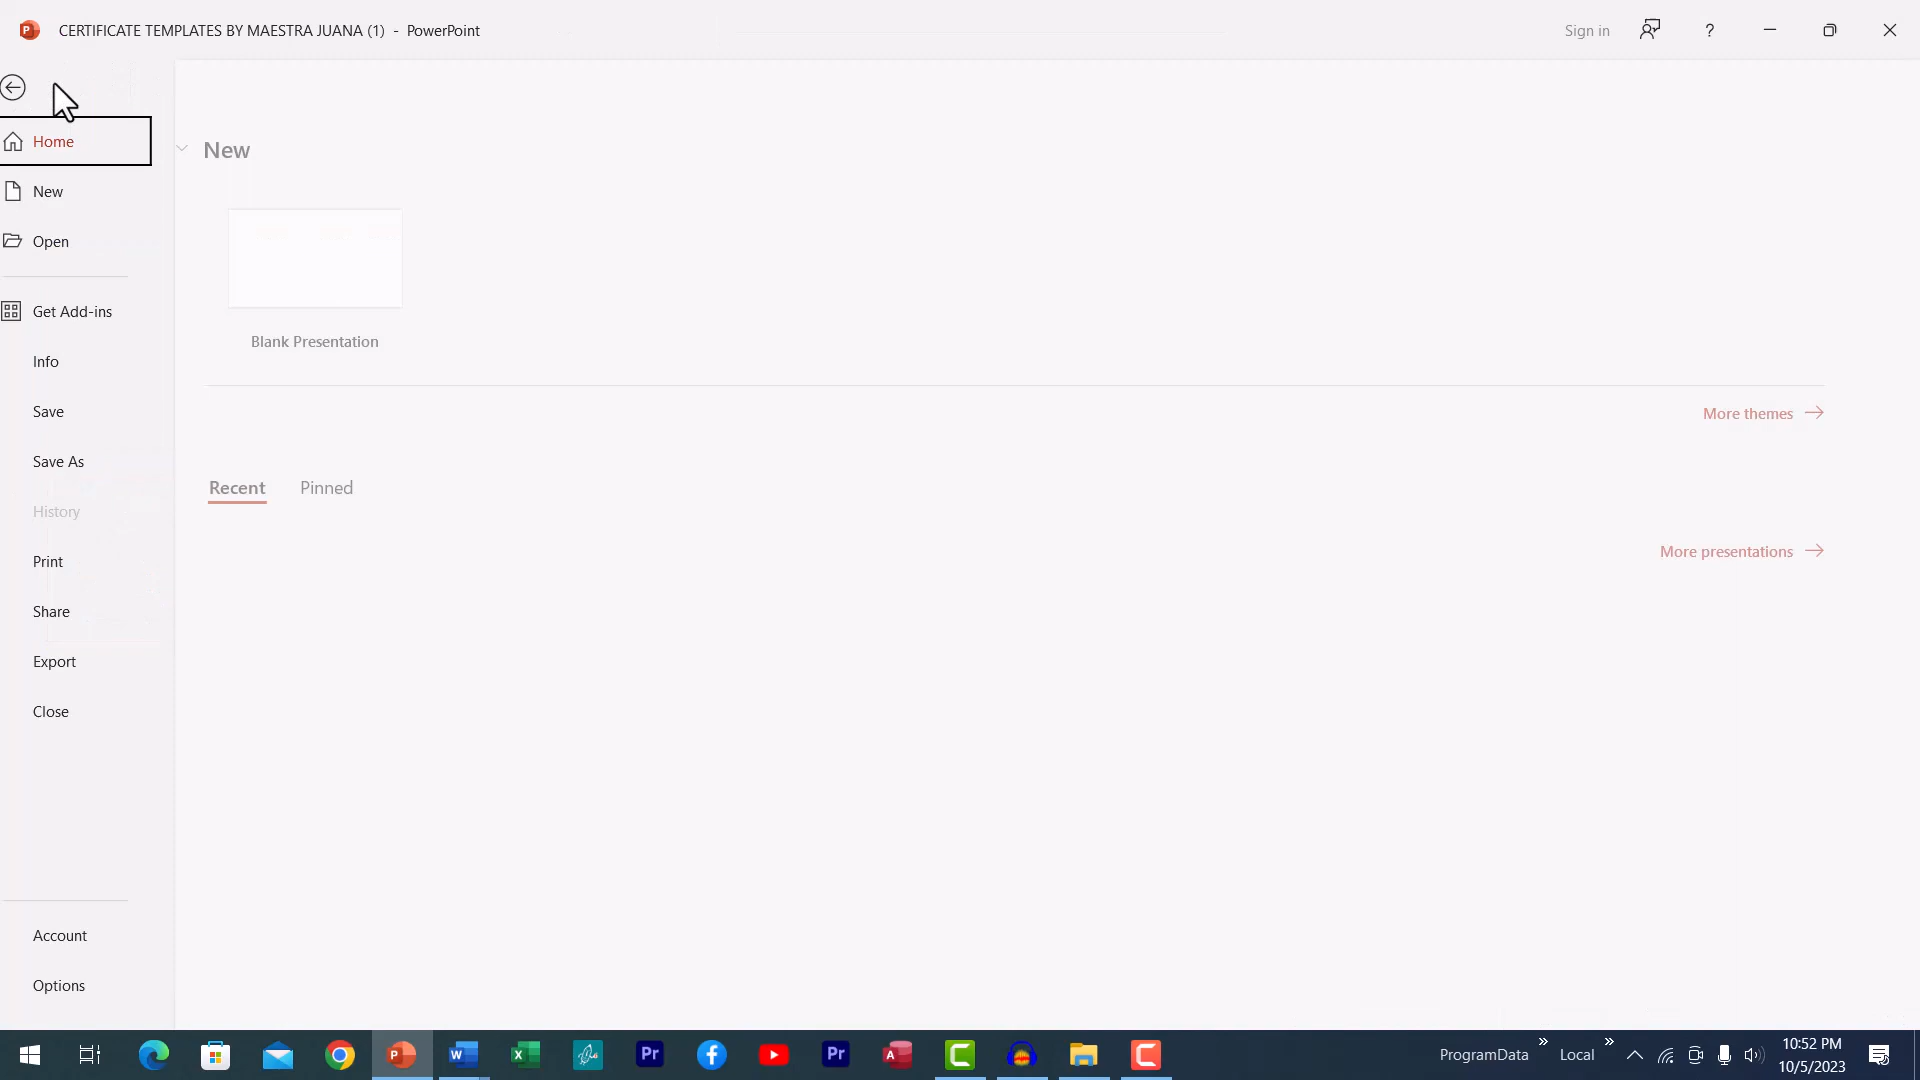 CERTIFICATE TEMPLATES BY MAESTRA JUANA (1) - PowerPoint
Sign in
?
Home
New
New
Open
Get Add-ins
Blank Presentation
Info
Save
More themes
Save As
Recent
Pinned
History
More presentations
Print
Share
Export
Close
Account
Options
ProgramData
Local
10:52 PM
10/5/2023